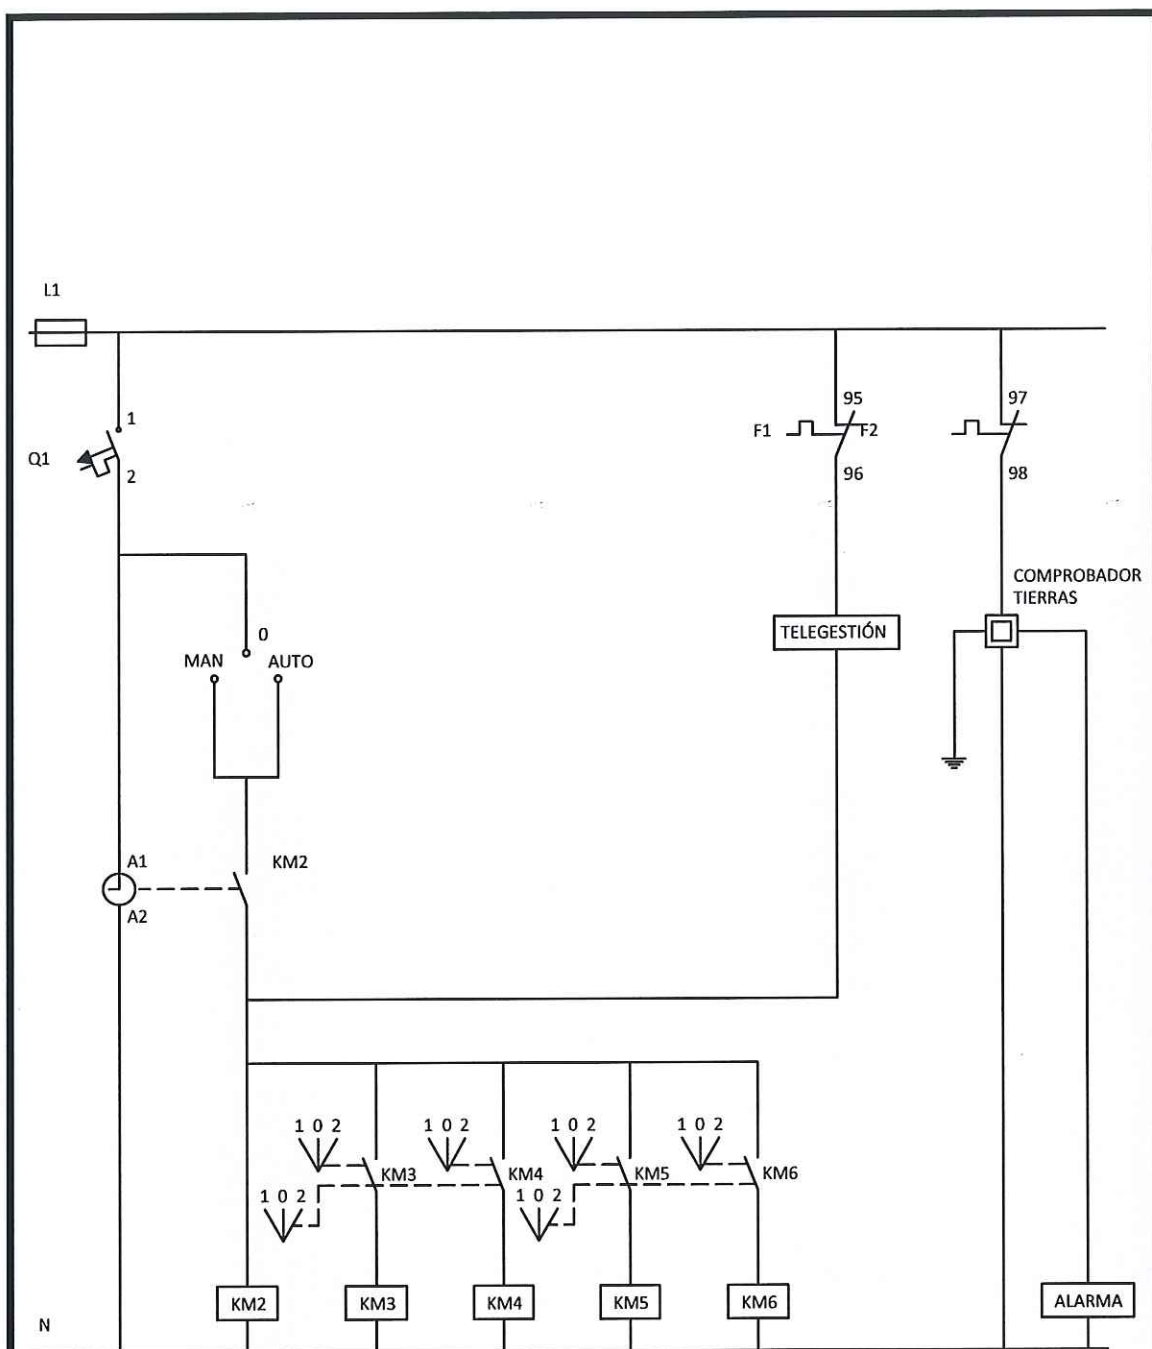 L1
1
Q1
2
95
F1
F2
96
97
98
COMPROBADOR
TIERRAS
0
MAN
AUTO
TELEGESTIÓN
A1
KM2
A2
1 0 2
1 0 2
1 0 2
1 0 2
KM3
KM4
KM5
KM6
1 0 2
1 0 2
KM2
KM3
KM4
KM5
KM6
ALARMA
N